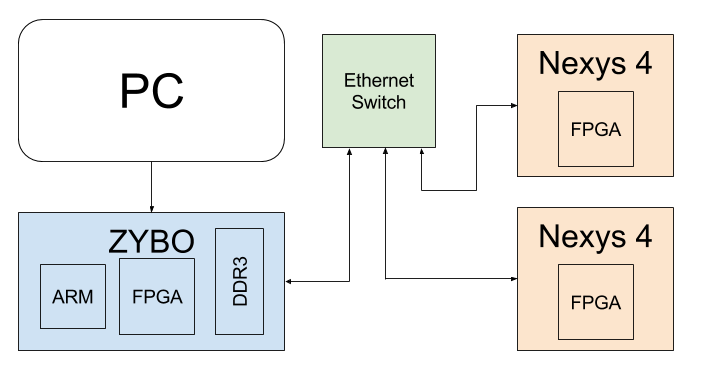 PC
Ethernet
Switch
Nexys 4
FPGA
ZYBO
ARM
FPGA
DDR3
Nexys 4
FPGA